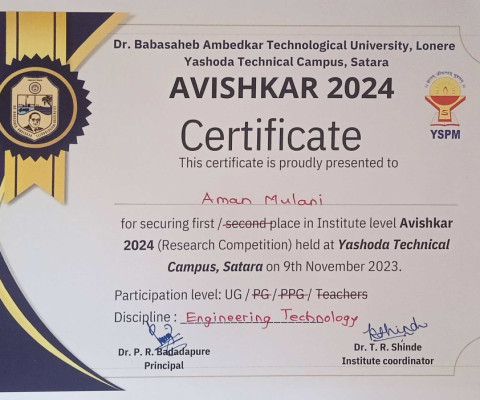 Dr. Babasaheb Ambedkar Technological University, Lonere
Yashoda Technical Campus, Satara
AVISHKAR 2024
YSPM
Certificate
This certificate is proudly presented to
Aman Mulani
for securing first / second place in Institute level Avishkar
2024 (Research Competition) held at Yashoda Technical
Campus, Satara on 9th November 2023.
Participation level: UG / PG / PPG / Teachers
Discipline : Engineering Technology
Dr. P. R. Badadapure
Principal
Dr. T. R. Shinde
Institute coordinator